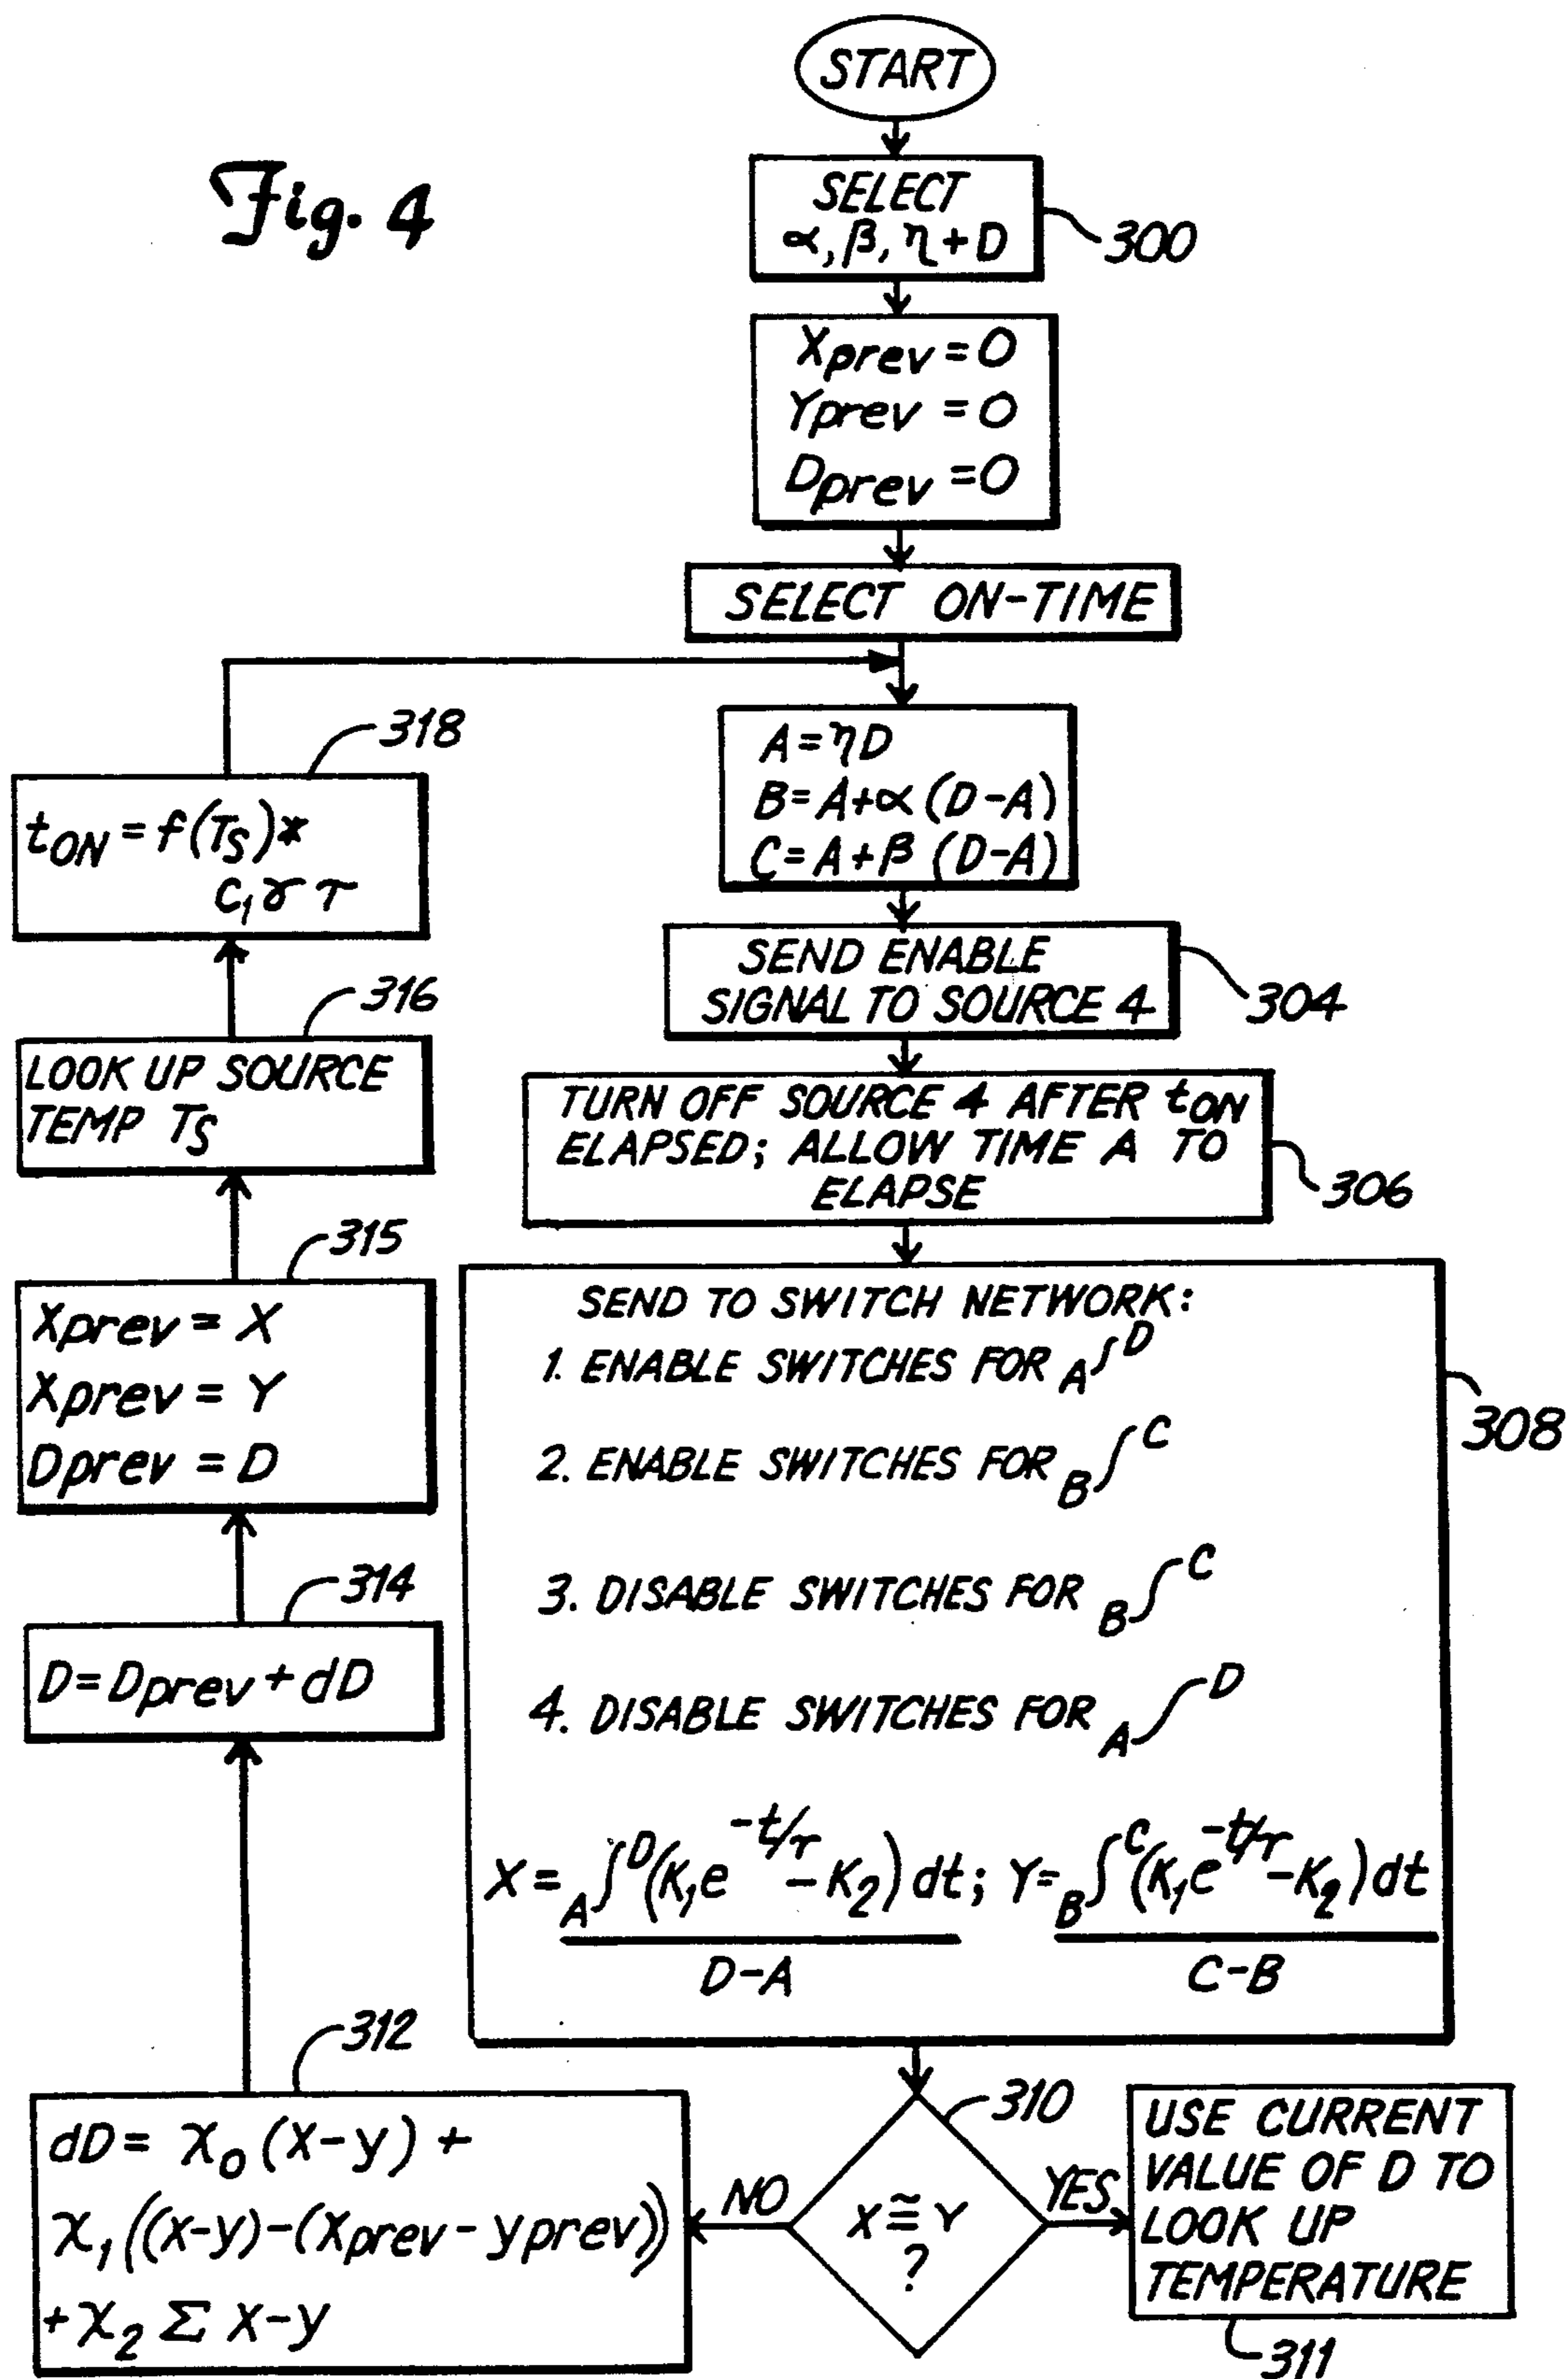 Fig. 4
START
SELECT
α, β, η + D
300
Xprev = 0
Yprev = 0
Dprev = 0
SELECT ON-TIME
A = ηD
B = A + α (D-A)
C = A + β (D-A)
SEND ENABLE
SIGNAL TO SOURCE 4
304
TURN OFF SOURCE 4 AFTER tON
ELAPSED; ALLOW TIME A TO
ELAPSE
306
SEND TO SWITCH NETWORK:
1. ENABLE SWITCHES FOR A∫D
2. ENABLE SWITCHES FOR B∫C
3. DISABLE SWITCHES FOR B∫C
4. DISABLE SWITCHES FOR A∫D
X = A∫D (K1e -t/τ - K2) dt; Y = B∫C (K1e -t/τ - K2) dt
D-A C-B
308
X ≅ Y
?
310
YES
USE CURRENT
VALUE OF D TO
LOOK UP
TEMPERATURE
311
NO
dD = χ0 (X-y) +
χ1 ((X-y)-(Xprev - yprev))
+ χ2 Σ X-y
312
D = Dprev + dD
314
Xprev = X
Xprev = Y
Dprev = D
315
LOOK UP SOURCE
TEMP TS
316
tON = f(TS)*
C1 γ τ
318